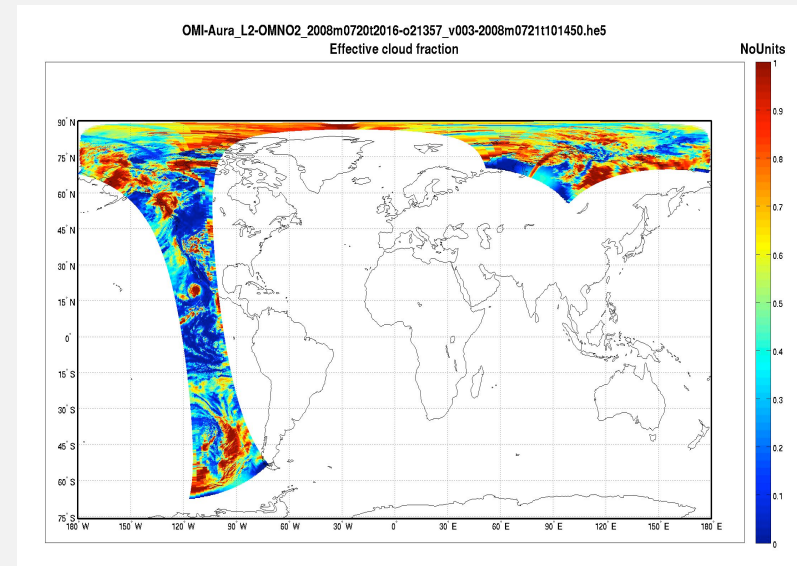 OMI-Aura_L2-OMNO2_2008m0720t2016-o21357_v003-2008m0721t101450.he5
Effective cloud fraction
NoUnits
1
0.9
0.8
0.7
0.6
0.5
0.4
0.3
0.2
0.1
0
90° N
75° N
60° N
45° N
30° N
15° N
0°
15° S
30° S
45° S
60° S
75° S
180° W
150° W
120° W
90° W
60° W
30° W
0°
30° E
60° E
90° E
120° E
150° E
180° E